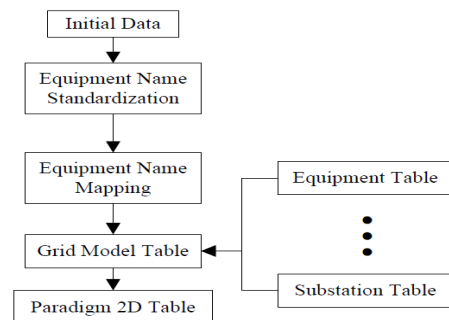 Initial Data
Equipment Name
Standardization
Equipment Name
Mapping
Equipment Table
Grid Model Table
Substation Table
Paradigm 2D Table